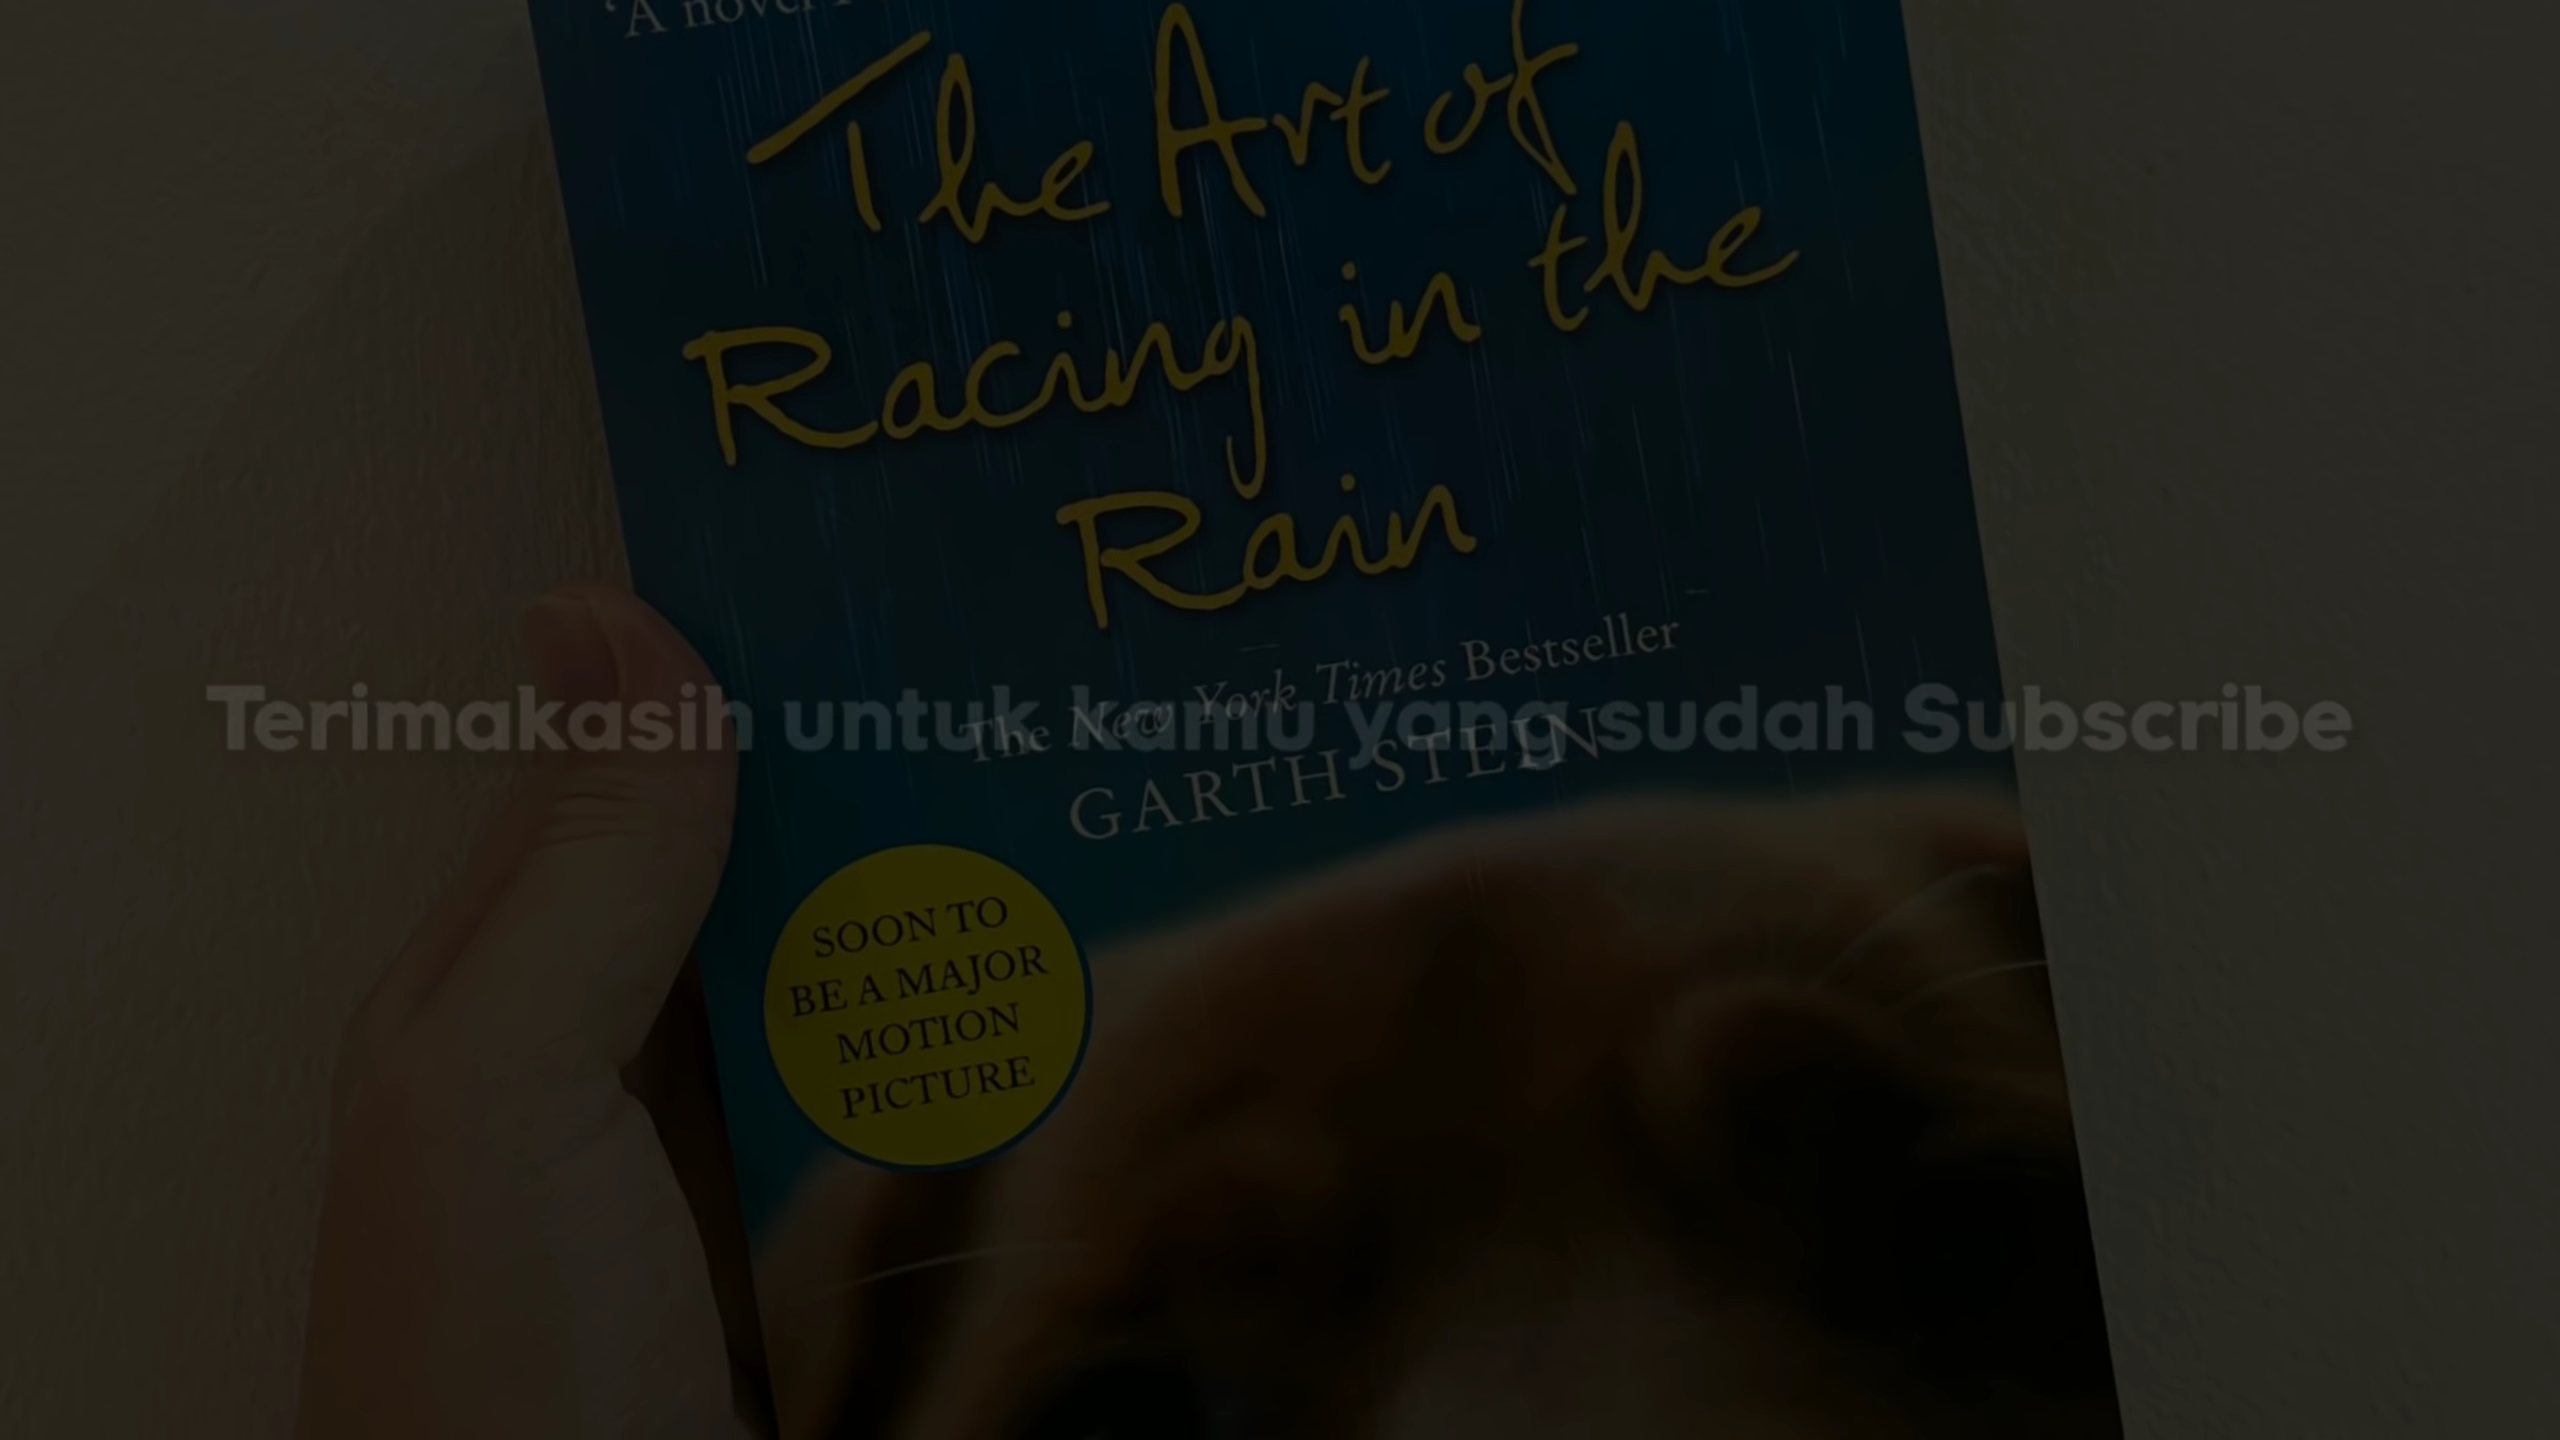 'A novel
The Art of
Racing in the
Rain
The New York Times Bestseller
Terimakasih untuk kamu yang sudah Subscribe
GARTH STEIN
SOON TO
BE A MAJOR
MOTION
PICTURE